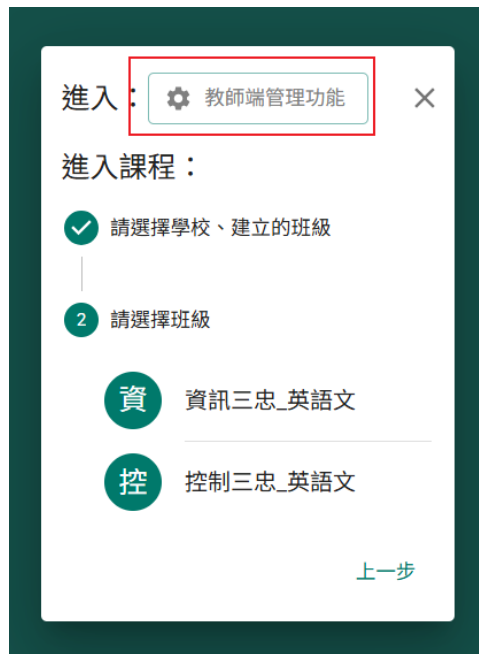 進入： 教師端管理功能
進入課程：
請選擇學校、建立的班級
2 請選擇班級
資 資訊三忠_英語文
控 控制三忠_英語文
上一步